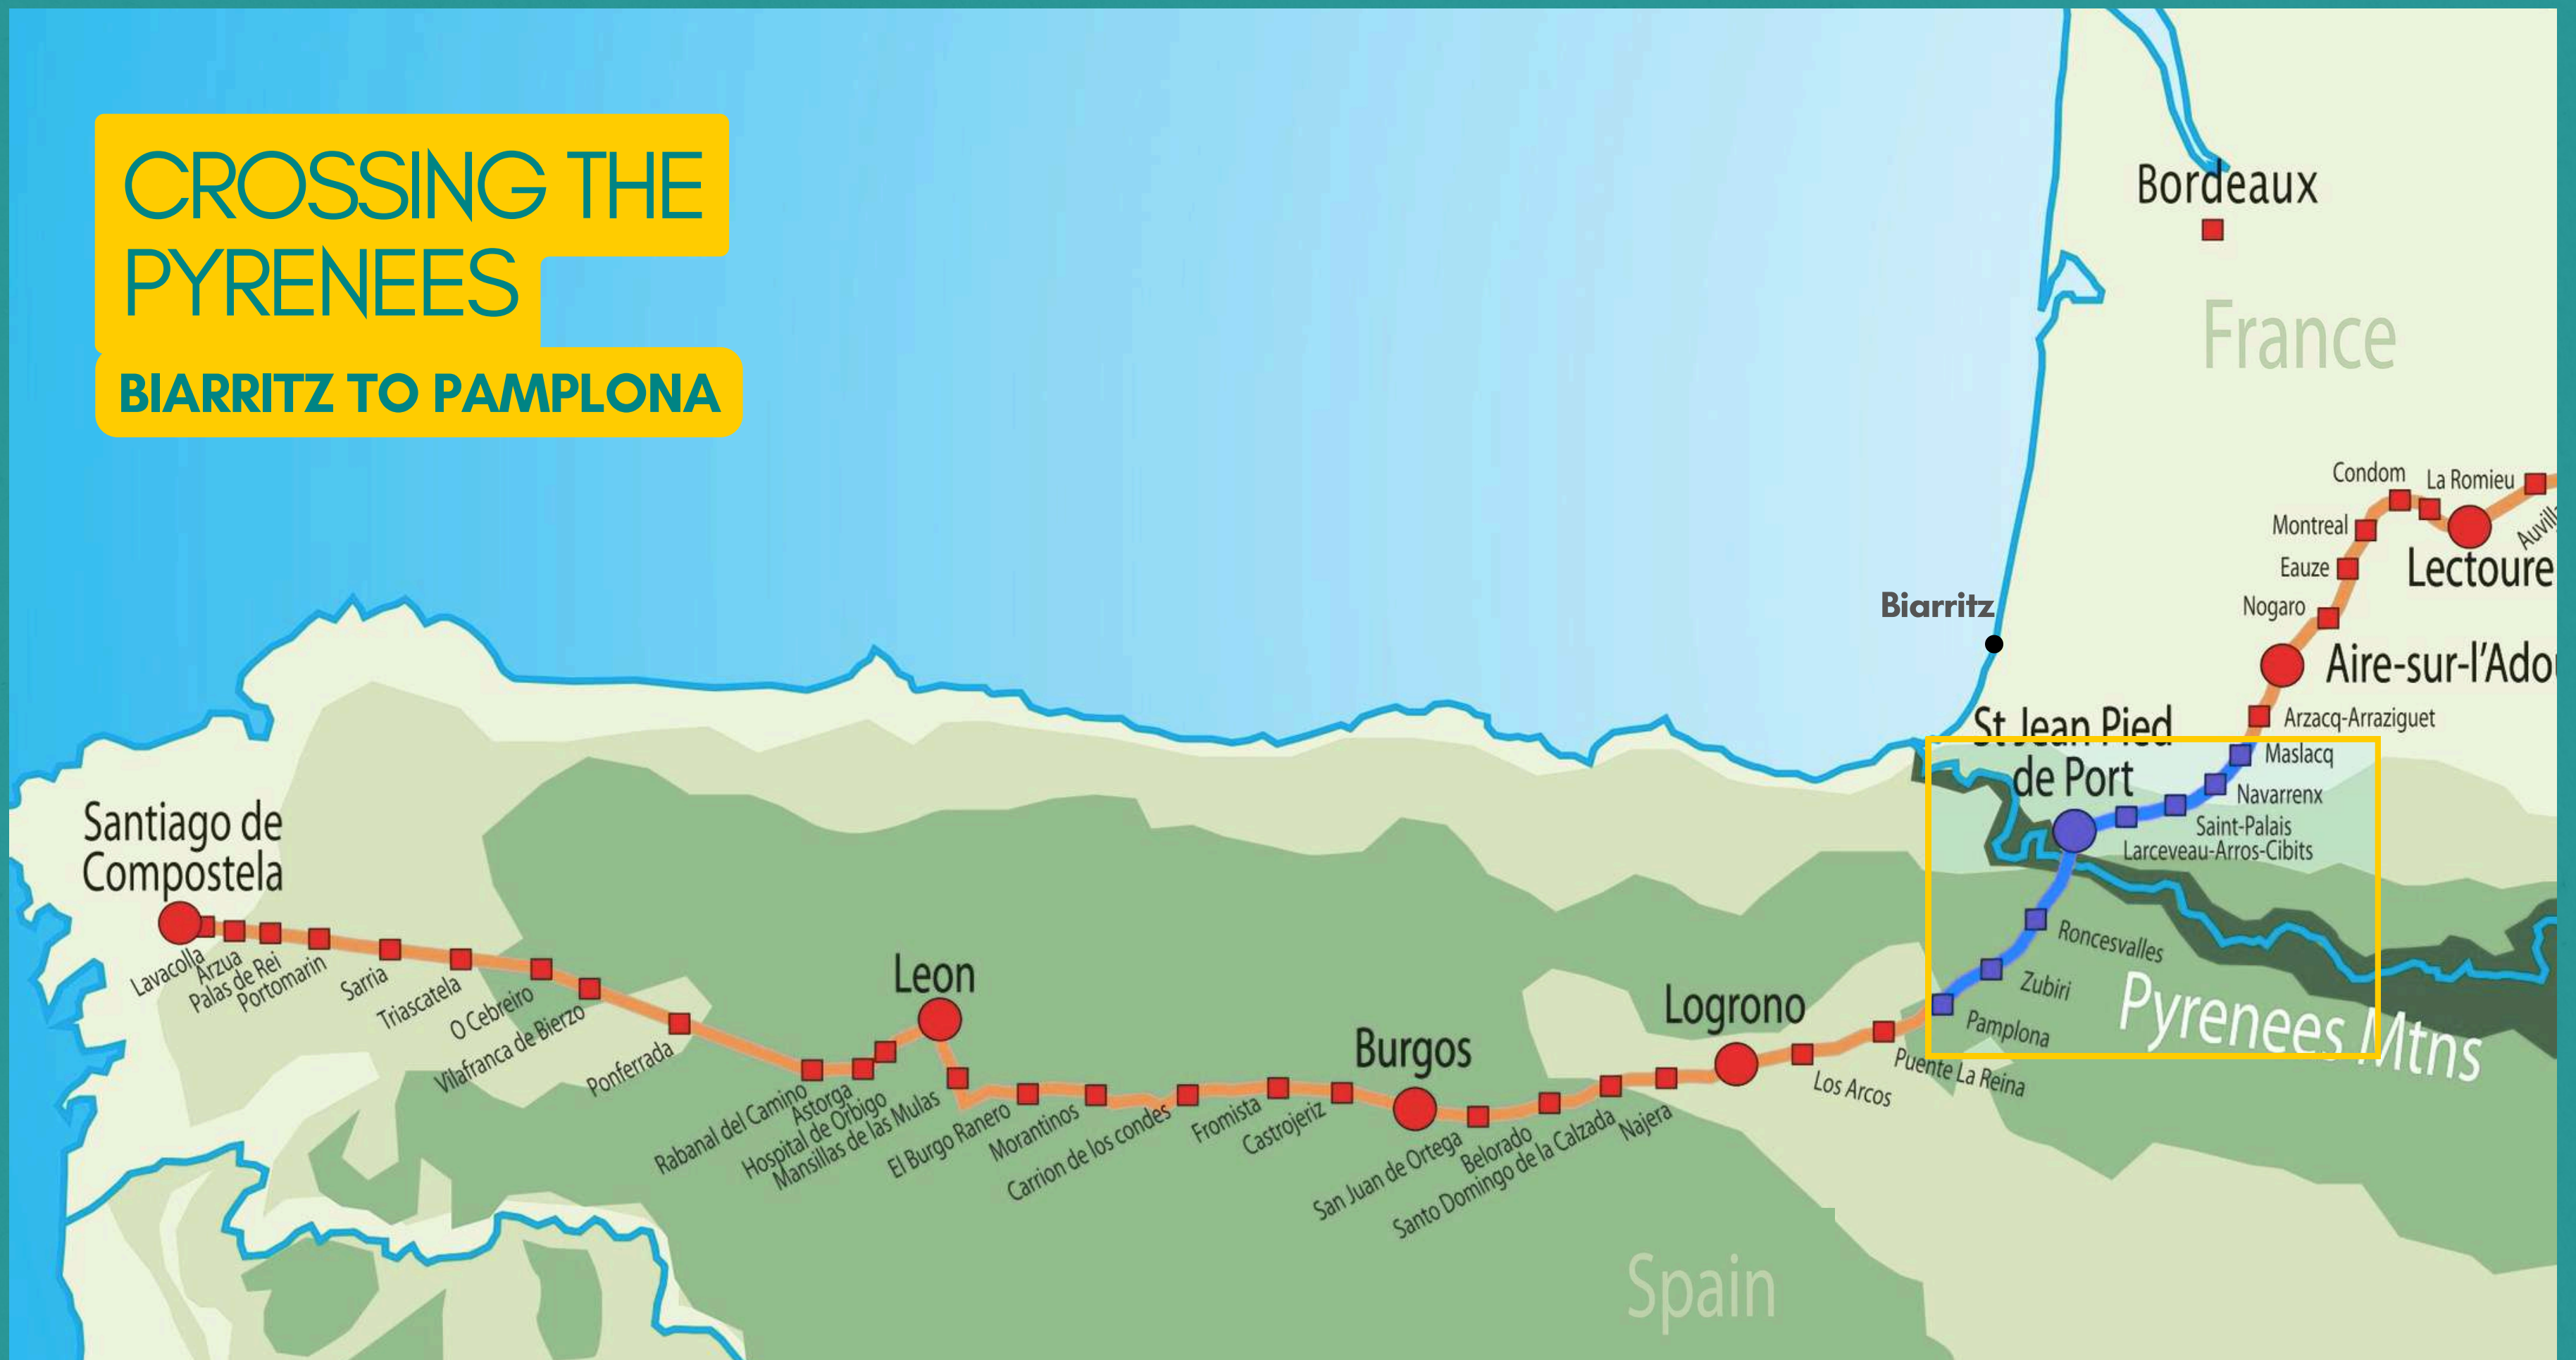 CROSSING THE
PYRENEES
BIARRITZ TO PAMPLONA
Bordeaux
France
Condom
La Romieu
Montreal
Eauze
Lectoure
Nogaro
Biarritz
Aire-sur-l'Ado
St Jean Pied
de Port
Arzacq-Arraziguet
Maslacq
Navarrenx
Saint-Palais
Larceveau-Arros-Cibits
Roncesvalles
Zubiri
Pamplona
Pyrenees Mtns
Puente La Reina
Los Arcos
Logrono
Najera
Santo Domingo de la Calzada
Belorado
San Juan de Ortega
Burgos
Castrojeriz
Fromista
Carrion de los condes
Morantinos
El Burgo Ranero
Mansillas de las Mulas
Leon
Hospital de Orbigo
Astorga
Rabanal del Camino
Ponferrada
Vilafranca de Bierzo
O Cebreiro
Triascatela
Sarria
Portomarin
Palas de Rei
Arzua
Lavacolla
Santiago de
Compostela
Spain